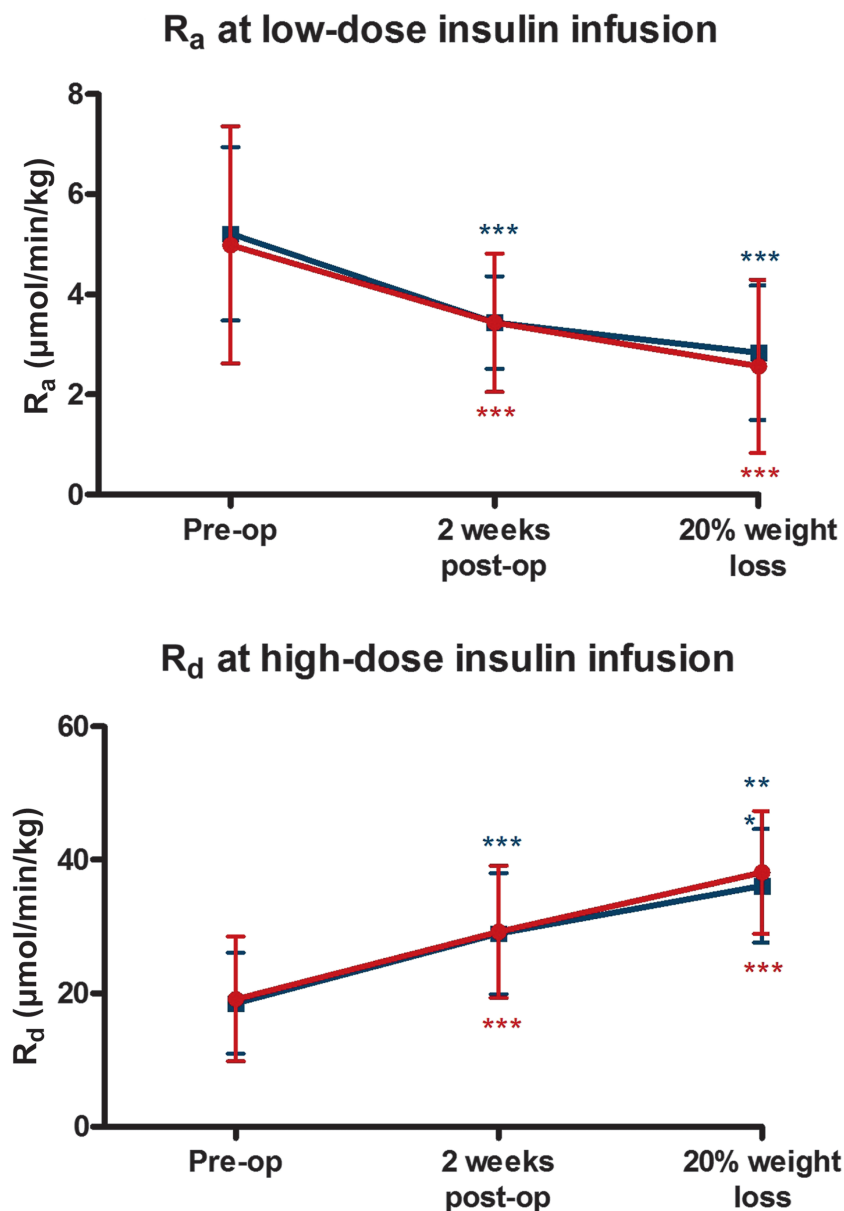 Rₐ at low-dose insulin infusion
8
6
4
2
0
Rₐ (µmol/min/kg)
***
***
***
***
Pre-op
2 weeks
post-op
20% weight
loss
R_d at high-dose insulin infusion
60
40
20
0
R_d (µmol/min/kg)
**
*
***
***
***
Pre-op
2 weeks
post-op
20% weight
loss